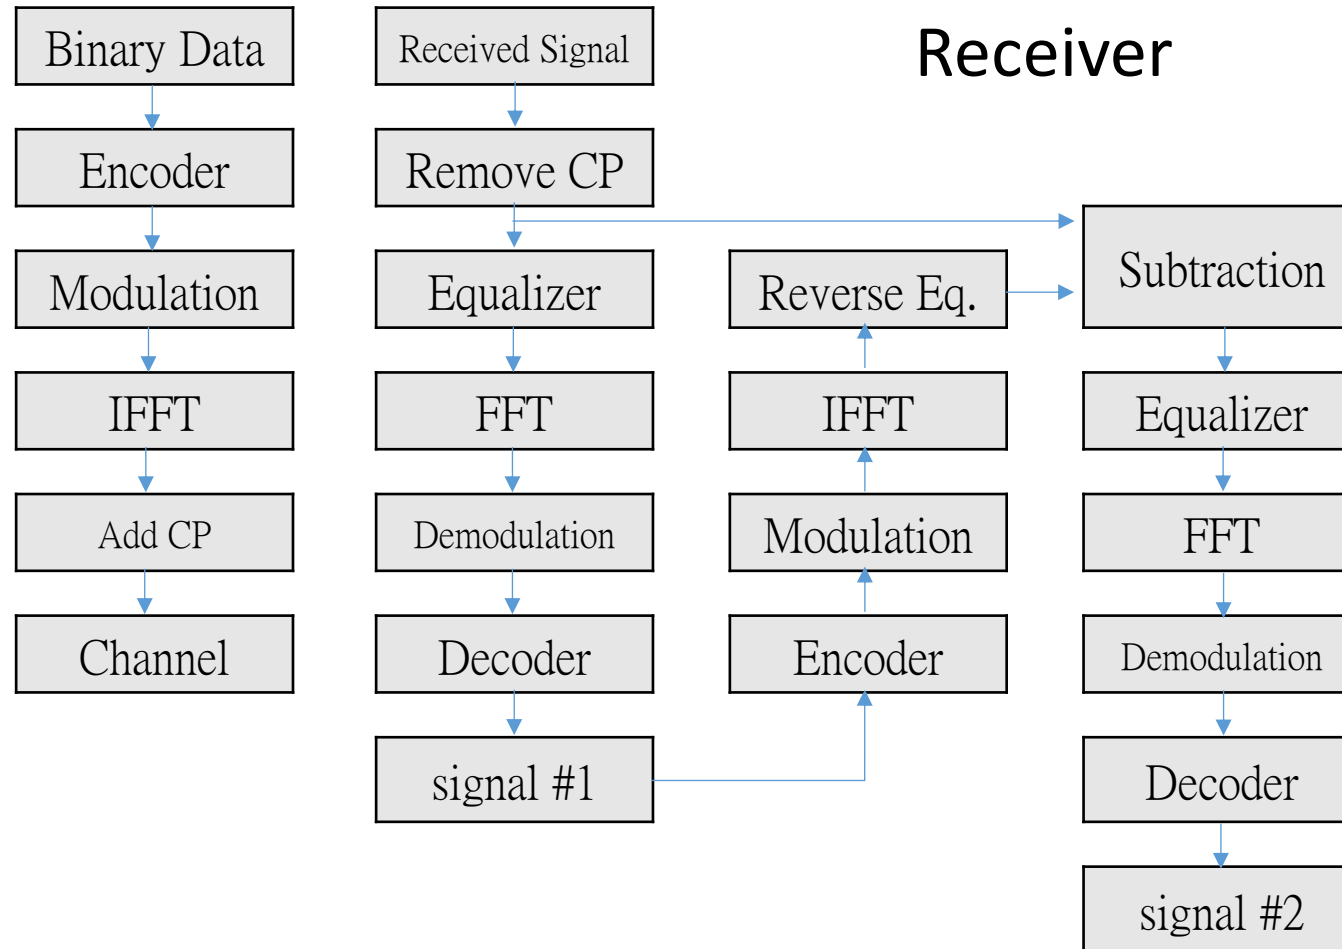 Receiver
Binary Data
Encoder
Modulation
IFFT
Add CP
Channel
Received Signal
Remove CP
Equalizer
FFT
Demodulation
Decoder
signal #1
Reverse Eq.
IFFT
Modulation
Encoder
Subtraction
Equalizer
FFT
Demodulation
Decoder
signal #2